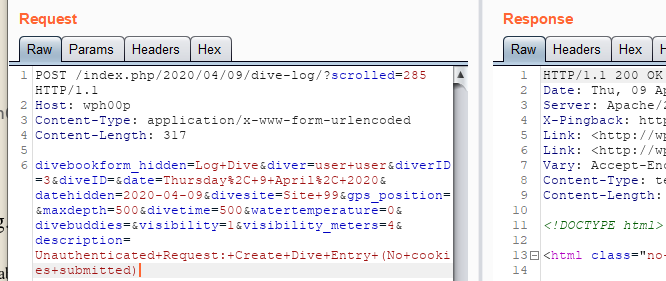 Request
Response
Raw Params Headers Hex
Raw Headers Hex
1 POST /index.php/2020/04/09/dive-log/?scrolled=285
HTTP/1.1
2 Host: wph00p
3 Content-Type: application/x-www-form-urlencoded
4 Content-Length: 317
5
6 divebookform_hidden=Log+Dive&diver=user+user&diverID
=3&diveID=&date=Thursday%2C+9+April%2C+2020&
datehidden=2020-04-09&divesite=Site+99&gps_position=
&maxdepth=500&divetime=500&watertemperature=0&
divebuddies=&visibility=1&visibility_meters=4&
description=
Unauthenticated+Request:+Create+Dive+Entry+(No+cooki
es+submitted)
1 HTTP/1.1 200 OK
2 Date: Thu, 09 Ap
3 Server: Apache/2
4 X-Pingback: http
5 Link: <http://wp
6 Link: <http://wp
7 Vary: Accept-Enc
8 Content-Type: te
9 Content-Length:
10
11 <!DOCTYPE html>
12
13 <html class="no-
14